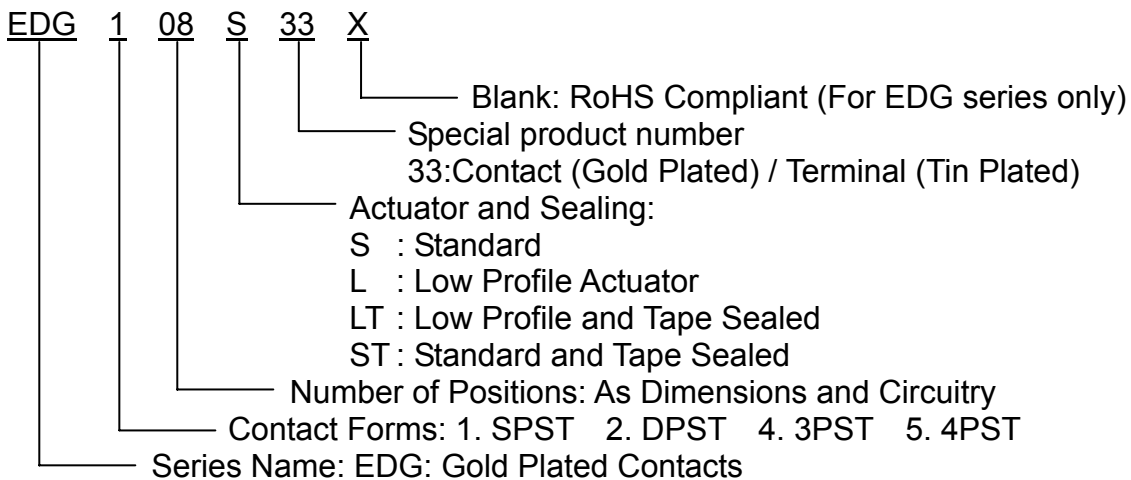 EDG 1 08 S 33 X
Blank: RoHS Compliant (For EDG series only)
Special product number
33:Contact (Gold Plated) / Terminal (Tin Plated)
Actuator and Sealing:
S : Standard
L : Low Profile Actuator
LT : Low Profile and Tape Sealed
ST : Standard and Tape Sealed
Number of Positions: As Dimensions and Circuitry
Contact Forms: 1. SPST 2. DPST 4. 3PST 5. 4PST
Series Name: EDG: Gold Plated Contacts